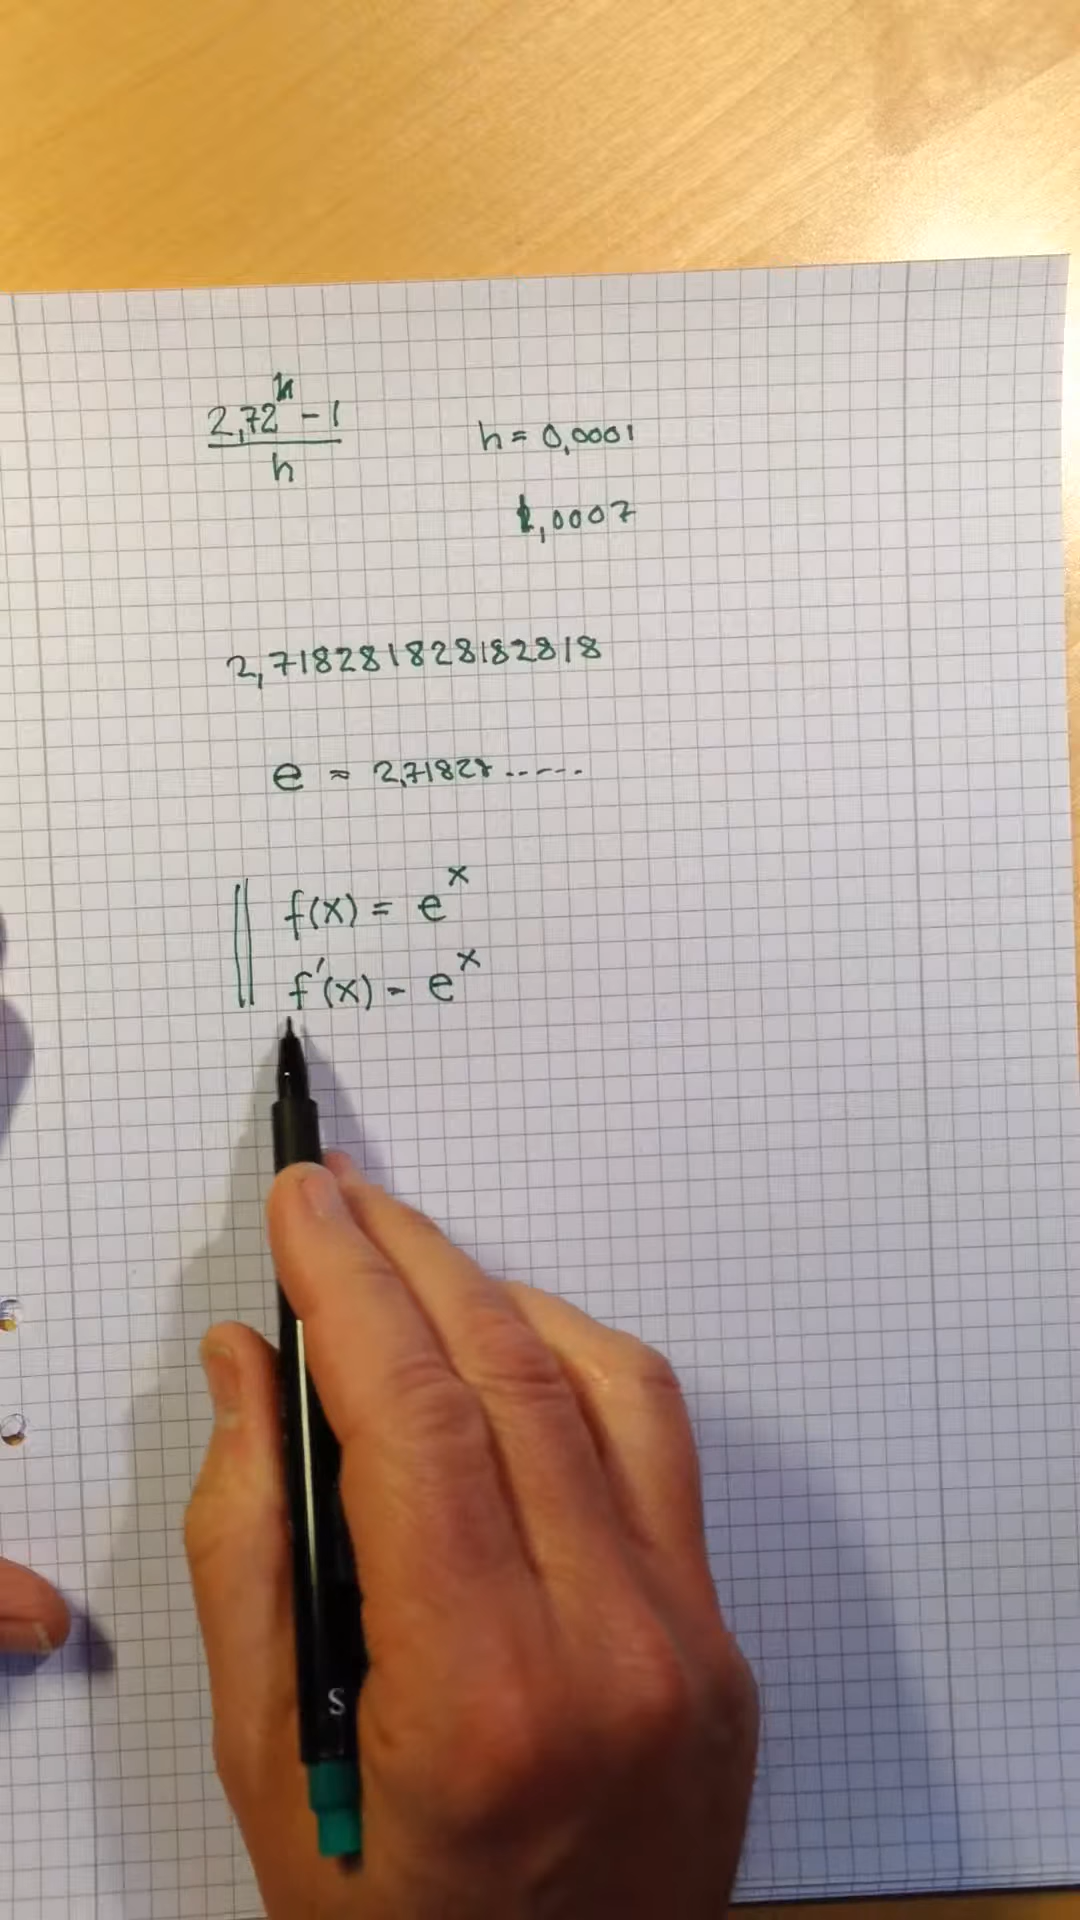 2,72^h - 1
h
h = 0,0001
1,0007
2,718281828182818
e ≈ 2,71828.....
f(x) = e^x
f'(x) = e^x
S